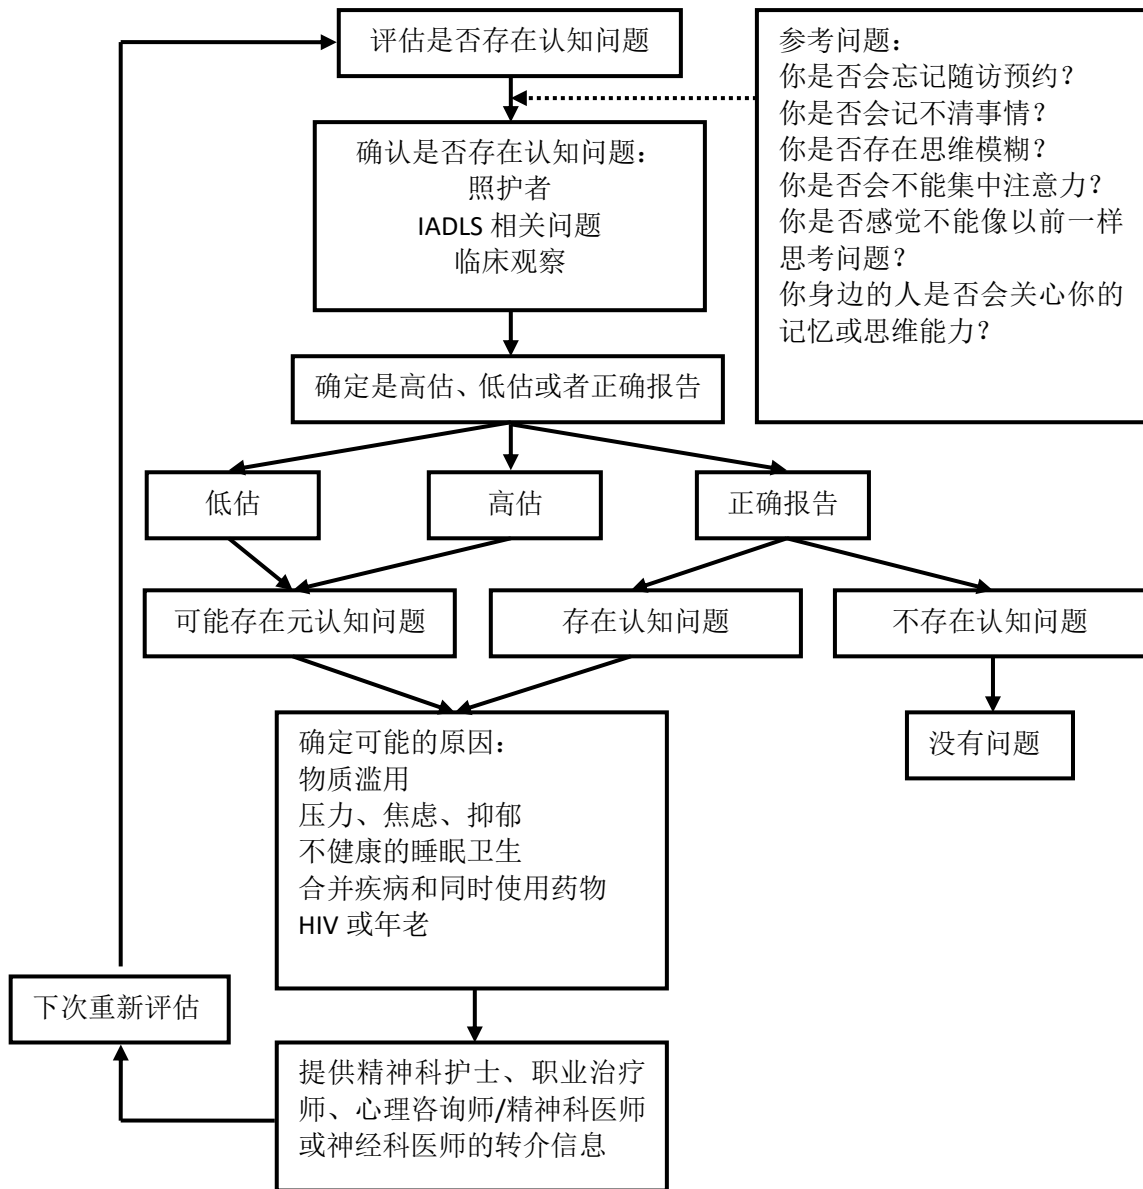 评估是否存在认知问题
参考问题：
你是否会忘记随访预约？
你是否会记不清事情？
你是否存在思维模糊？
你是否会不能集中注意力？
你是否感觉不能像以前一样
思考问题？
你身边的人是否会关心你的
记忆或思维能力？
确认是否存在认知问题：
照护者
IADLS 相关问题
临床观察
确定是高估、低估或者正确报告
低估
高估
正确报告
可能存在元认知问题
存在认知问题
不存在认知问题
没有问题
确定可能的原因：
物质滥用
压力、焦虑、抑郁
不健康的睡眠卫生
合并疾病和同时使用药物
HIV 或年老
下次重新评估
提供精神科护士、职业治疗
师、心理咨询师/精神科医师
或神经科医师的转介信息